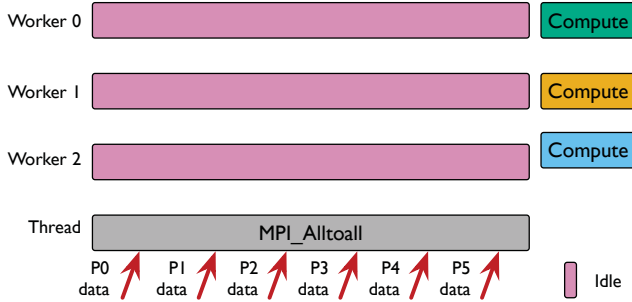 Worker 0
Compute
Worker 1
Compute
Worker 2
Compute
Thread
MPI_Alltoall
P0 P1 P2 P3 P4 P5
data data data data data data
Idle